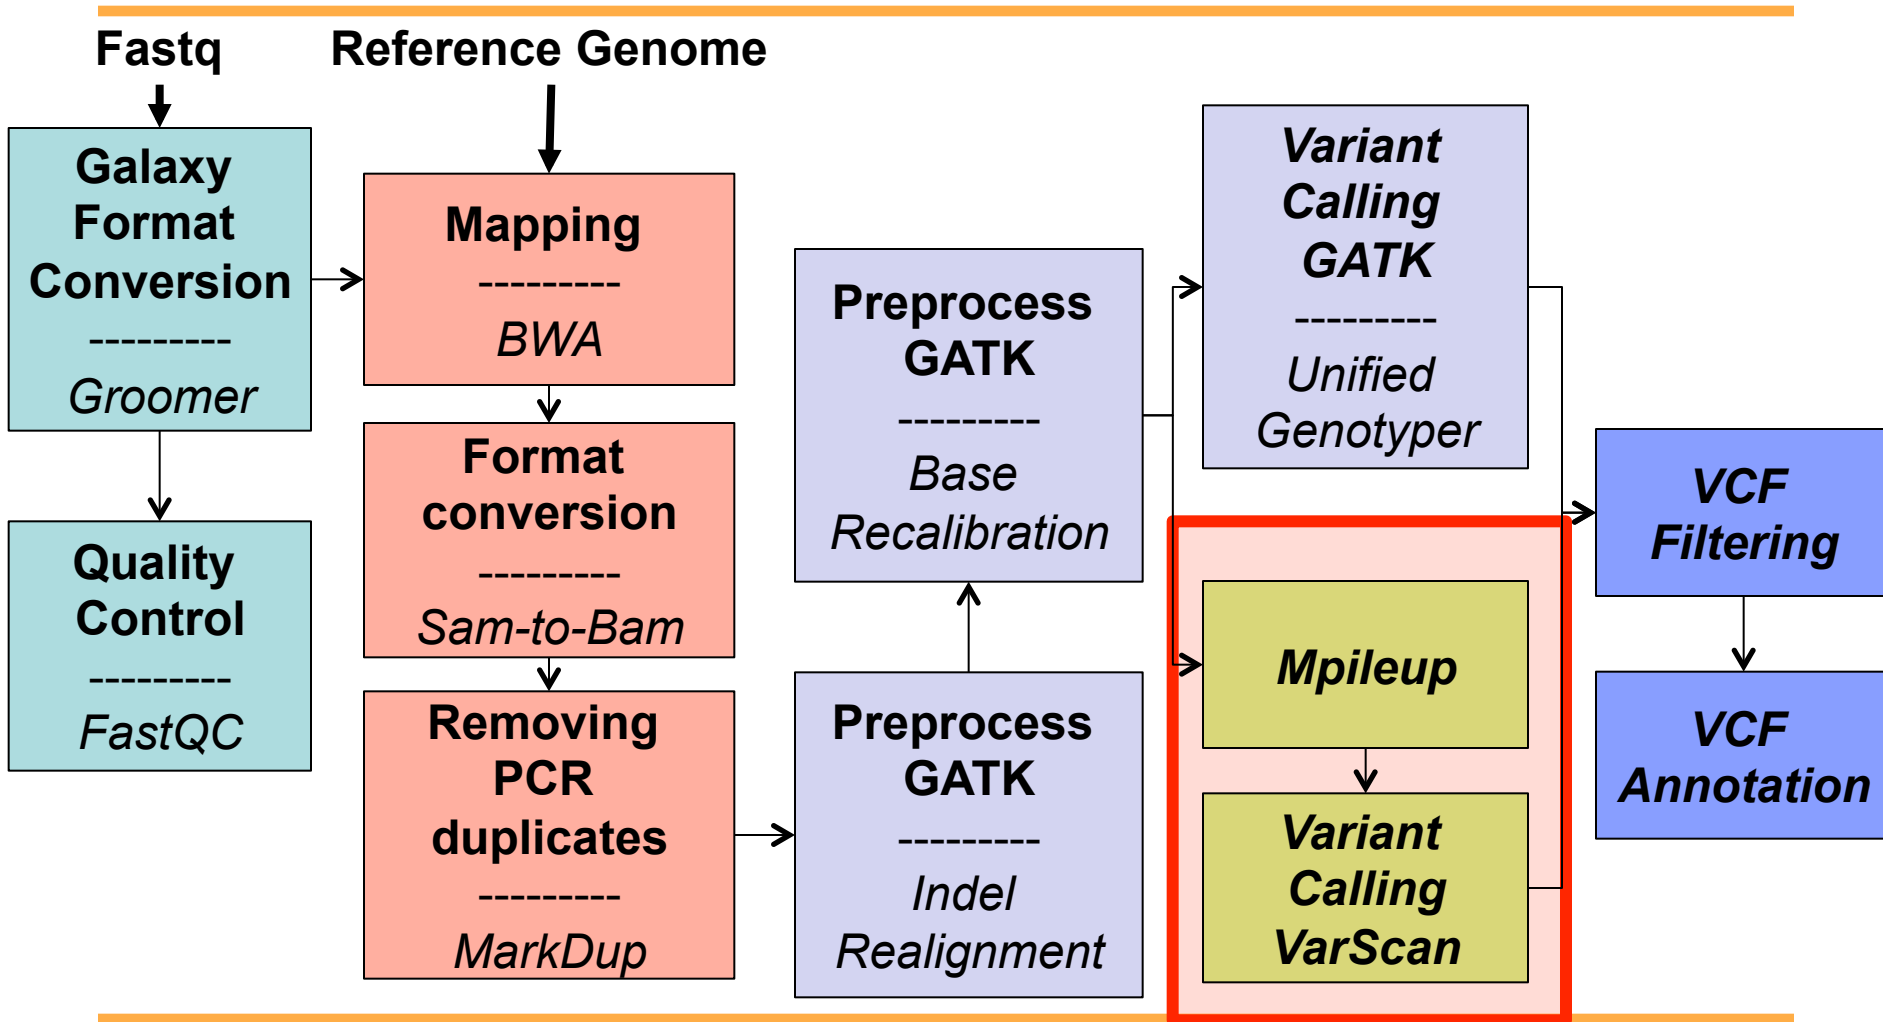 Fastq
Reference Genome
Galaxy
Format
Conversion
---------
Groomer
Quality
Control
---------
FastQC
Mapping
---------
BWA
Format
conversion
---------
Sam-to-Bam
Removing
PCR
duplicates
---------
MarkDup
Preprocess
GATK
---------
Indel
Realignment
Preprocess
GATK
---------
Base
Recalibration
Variant
Calling
GATK
---------
Unified
Genotyper
Mpileup
Variant
Calling
VarScan
VCF
Filtering
VCF
Annotation